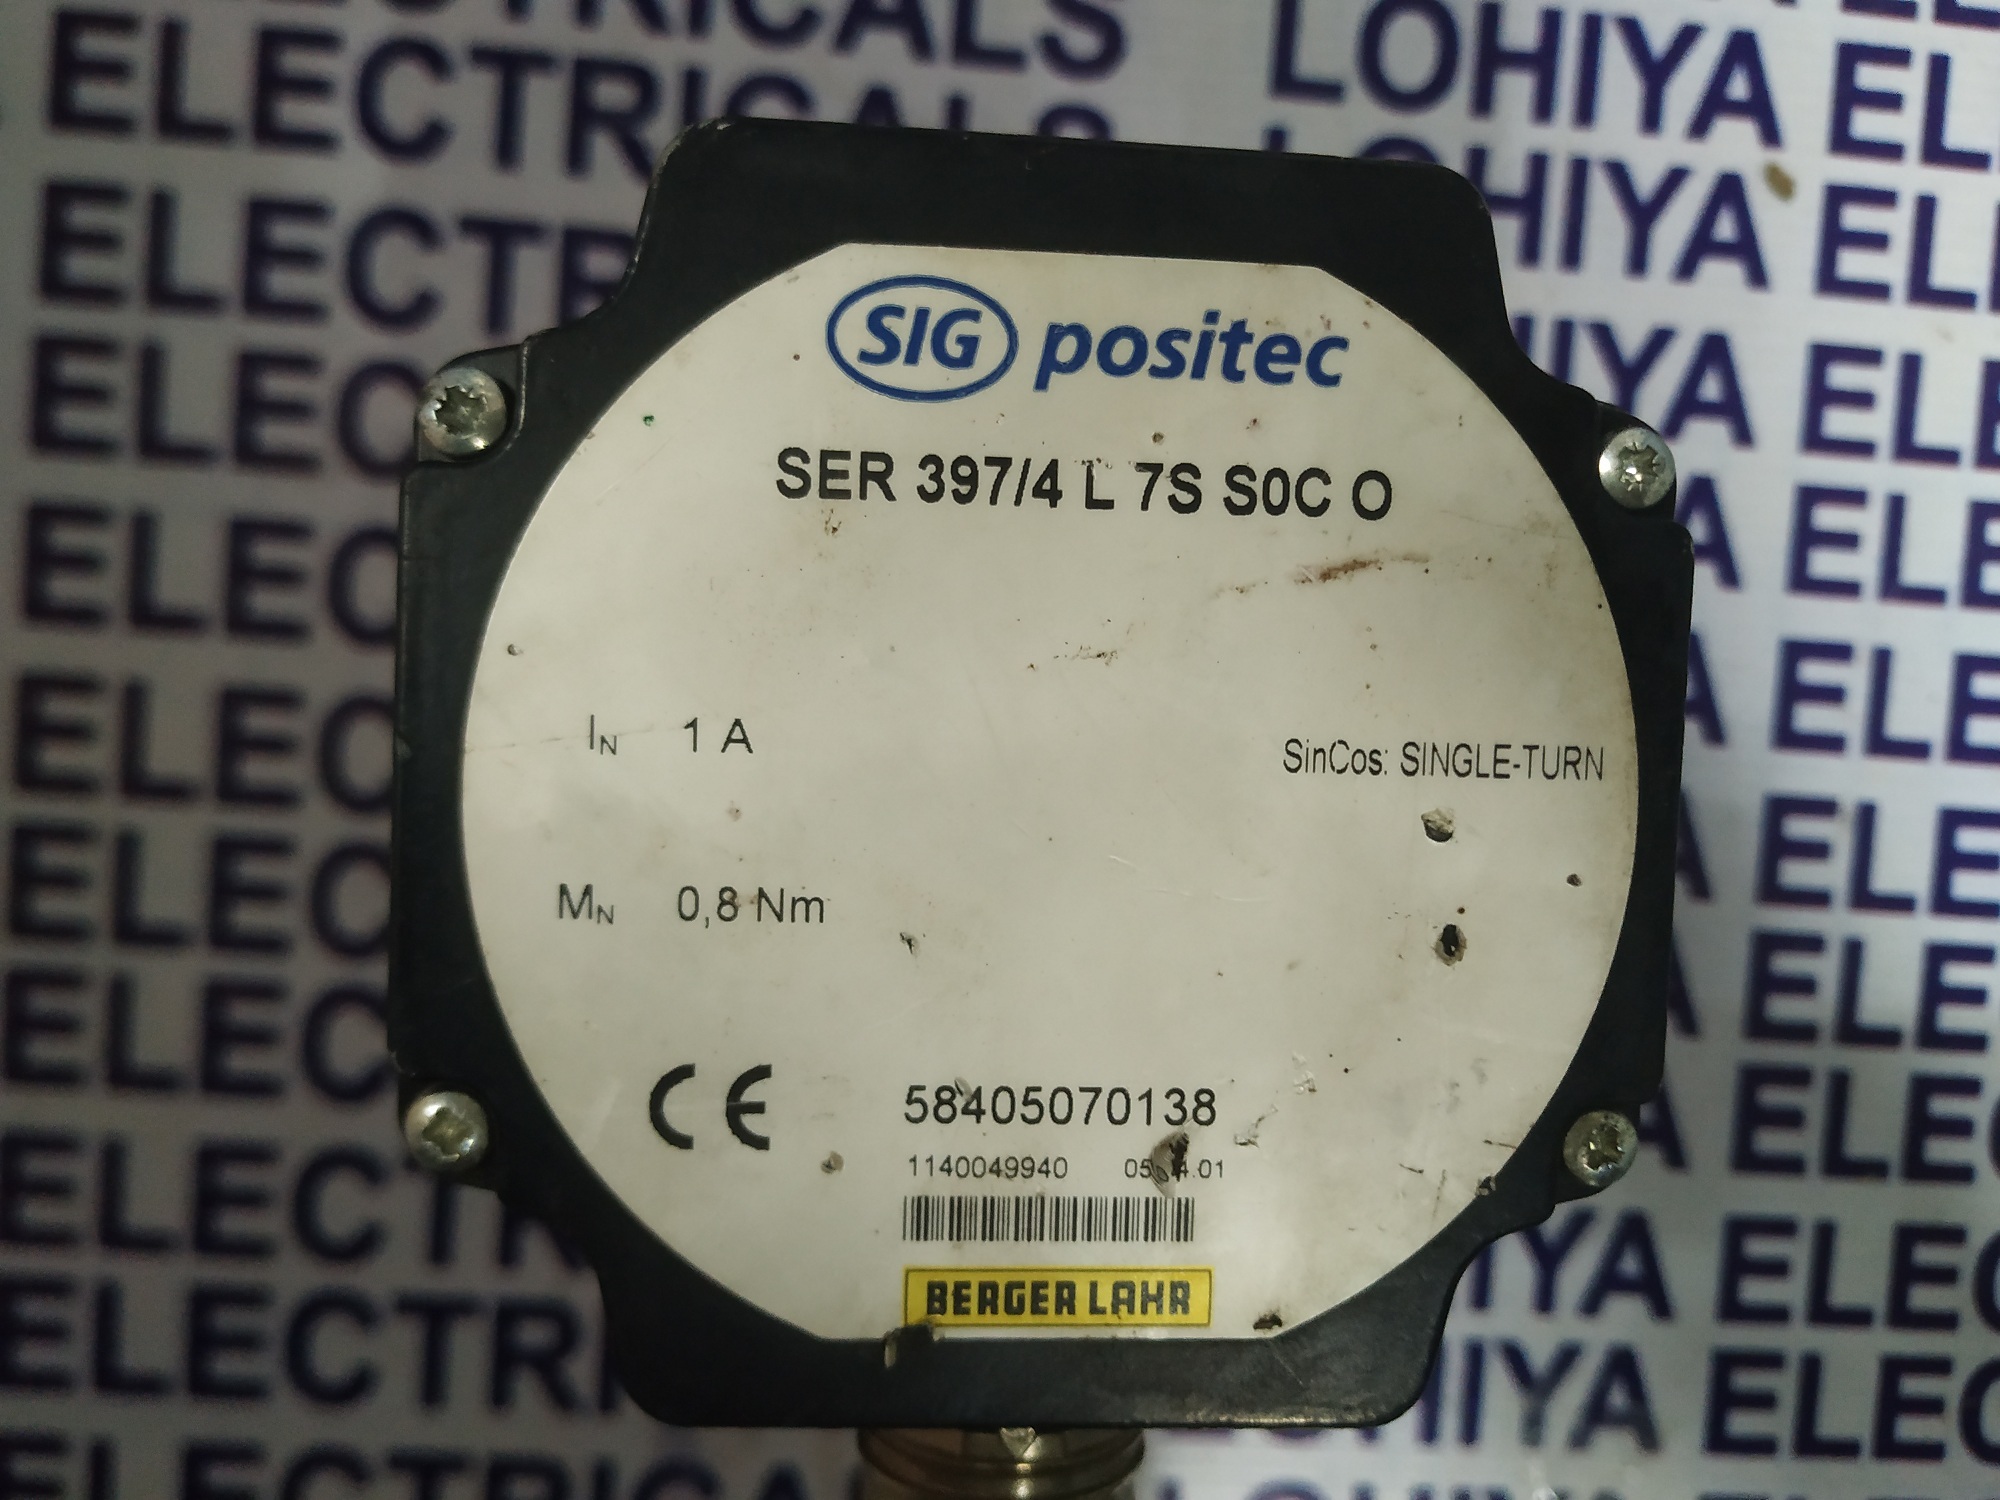 SIG positec
SER 397/4 L 7S S0C O
IN 1 A
SinCos: SINGLE-TURN
MN 0,8 Nm
CE 58405070138
1140049940
BERGER LAHR
ELECTRICALS LOHIYA
ELECTRICALS LOHIYA